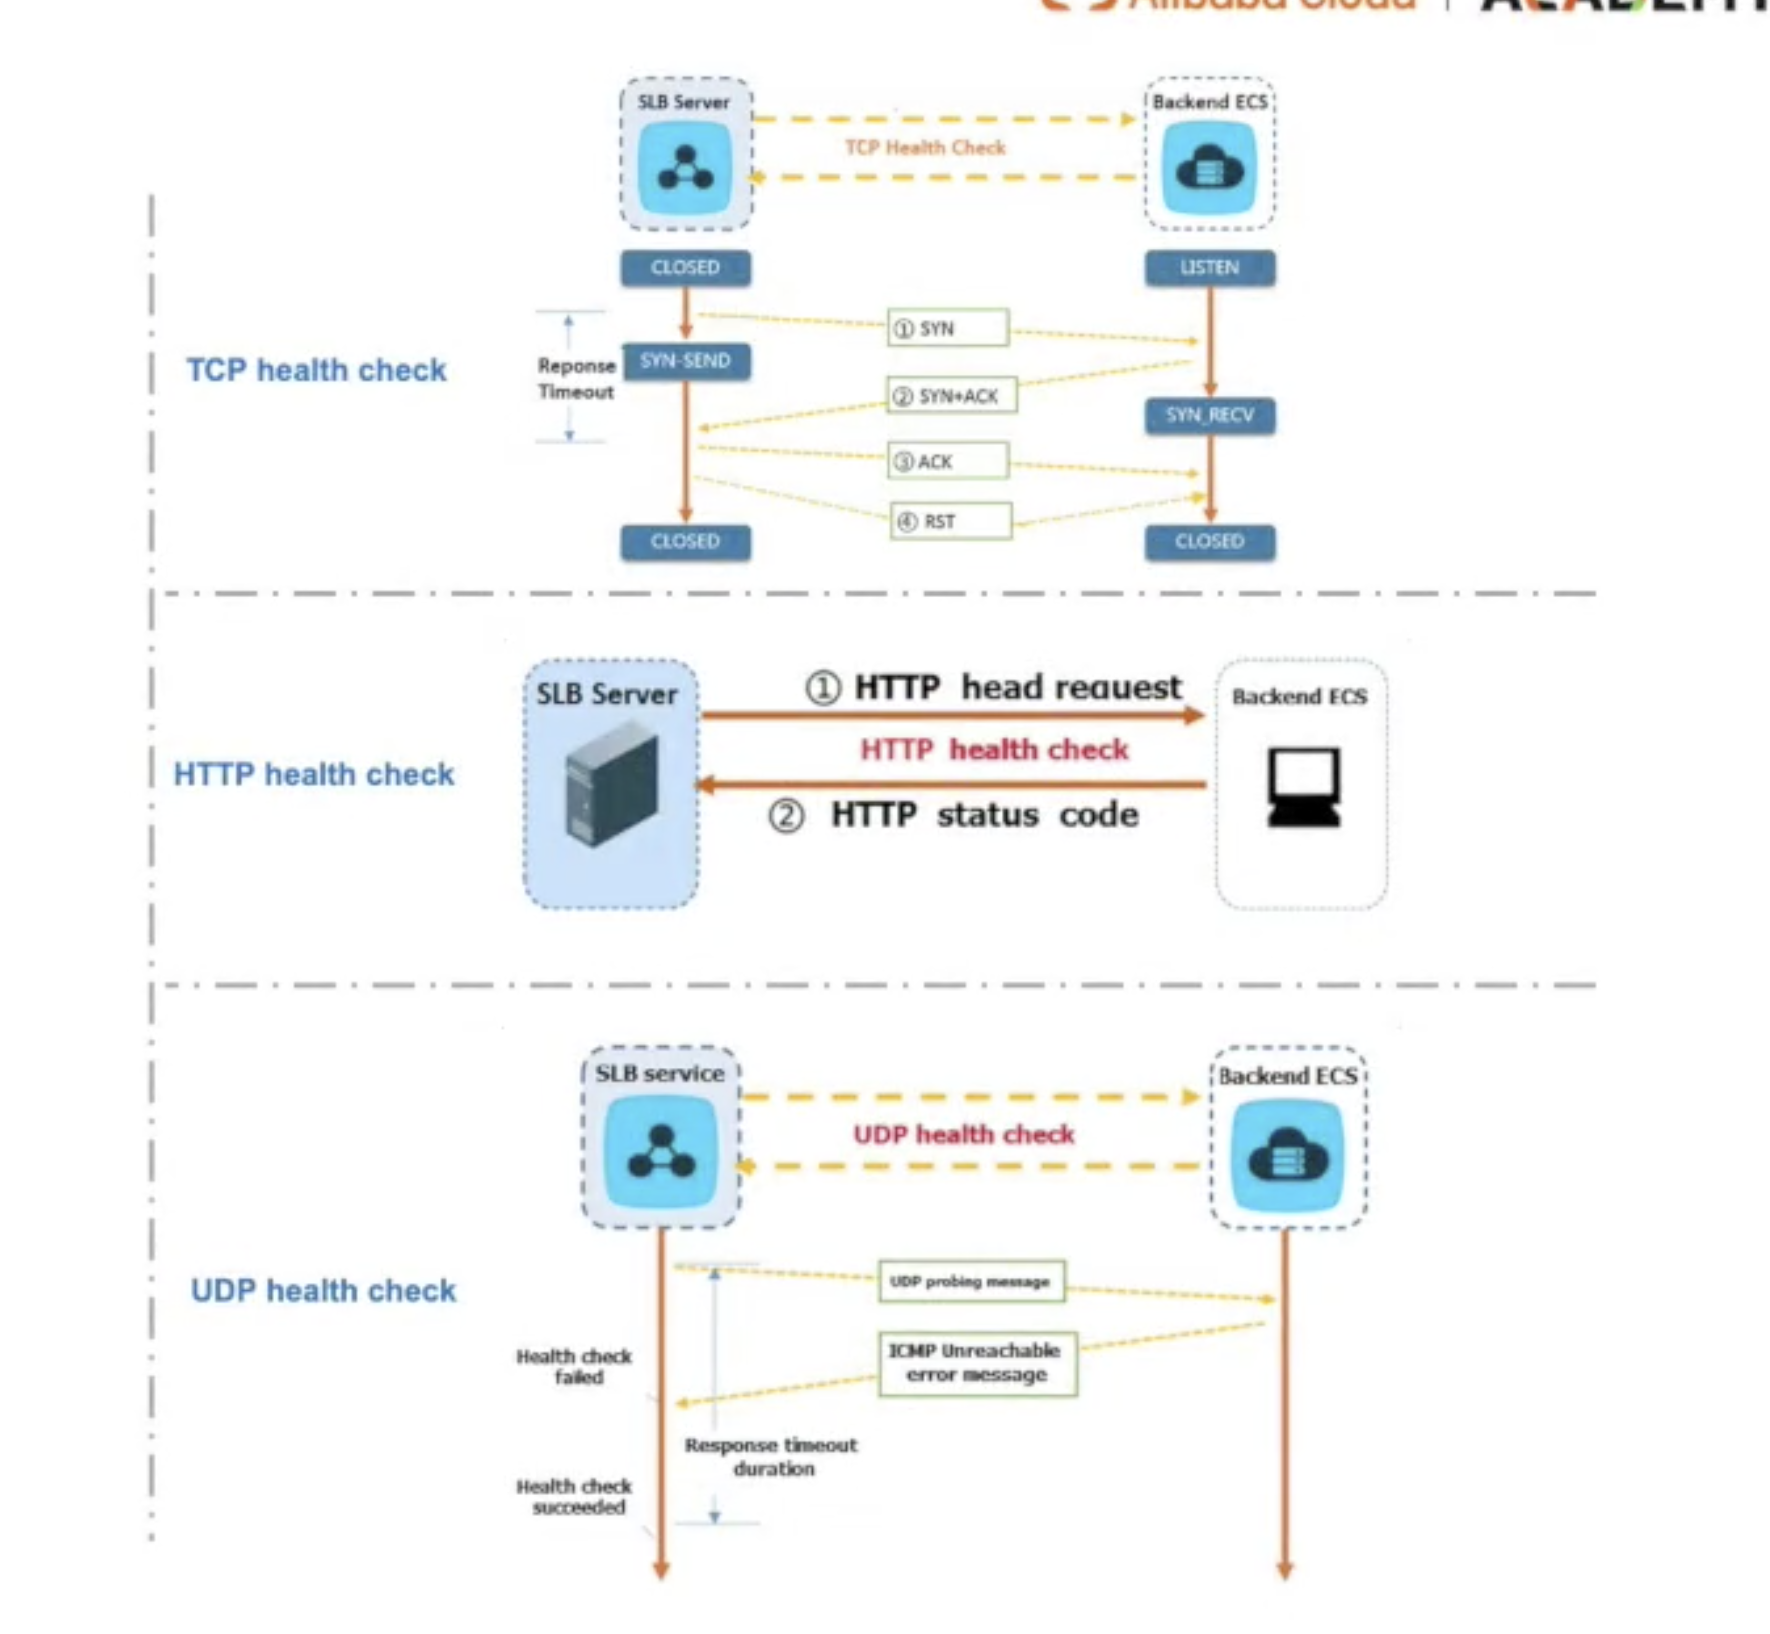 Alibaba Cloud | ACADEMY
SLB Server
Backend ECS
TCP Health Check
CLOSED
LISTEN
① SYN
TCP health check
Reponse
Timeout
SYN-SEND
② SYN+ACK
SYN_RECV
③ ACK
④ RST
CLOSED
CLOSED
① HTTP head request
SLB Server
Backend ECS
HTTP health check
HTTP health check
② HTTP status code
SLB service
Backend ECS
UDP health check
UDP health check
UDP probing message
ICMP Unreachable
error message
Health check
failed
Response timeout
duration
Health check
succeeded